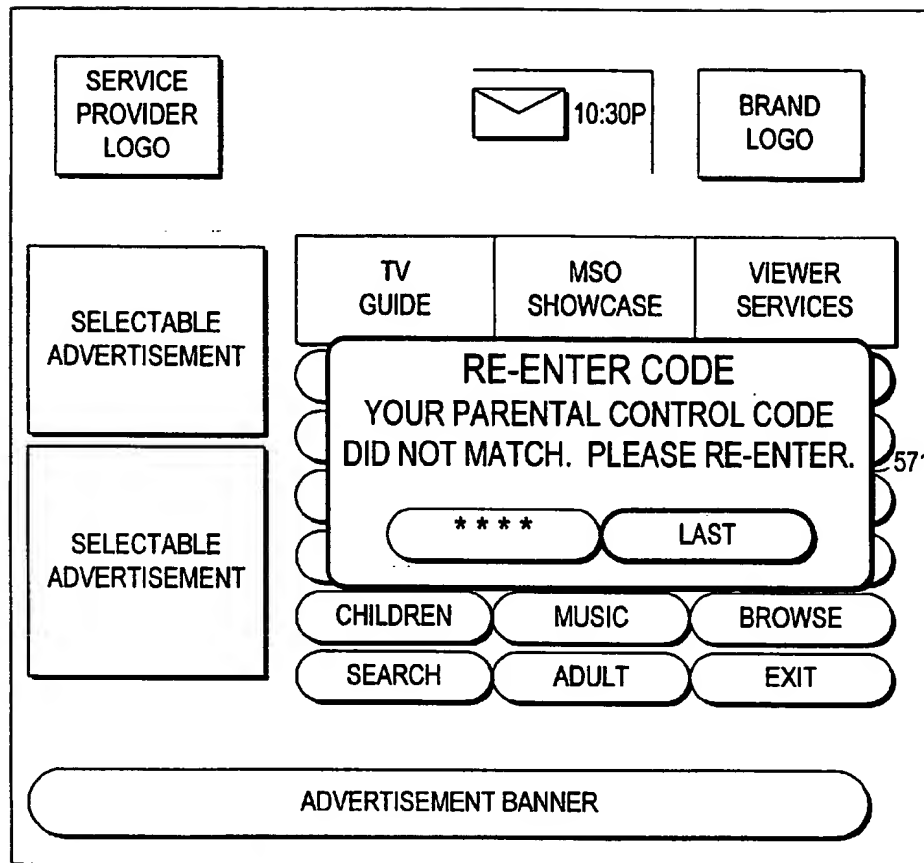 SERVICE
PROVIDER
LOGO
10:30P
BRAND
LOGO
SELECTABLE
ADVERTISEMENT
TV
GUIDE
MSO
SHOWCASE
VIEWER
SERVICES
RE-ENTER CODE
YOUR PARENTAL CONTROL CODE
DID NOT MATCH. PLEASE RE-ENTER.
571
* * * *
LAST
SELECTABLE
ADVERTISEMENT
CHILDREN
MUSIC
BROWSE
SEARCH
ADULT
EXIT
ADVERTISEMENT BANNER